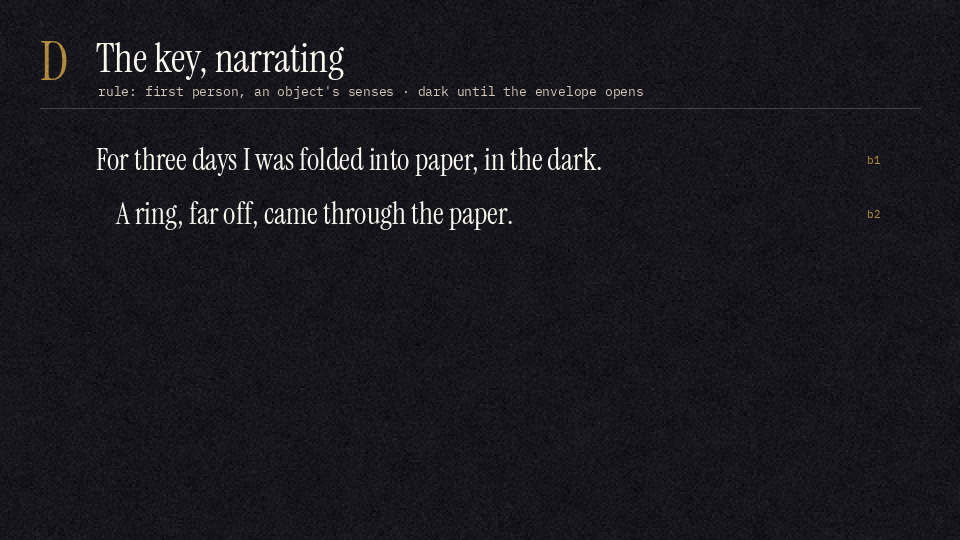 D
The key, narrating
rule: first person, an object's senses · dark until the envelope opens
For three days I was folded into paper, in the dark.
b1
A ring, far off, came through the paper.
b2